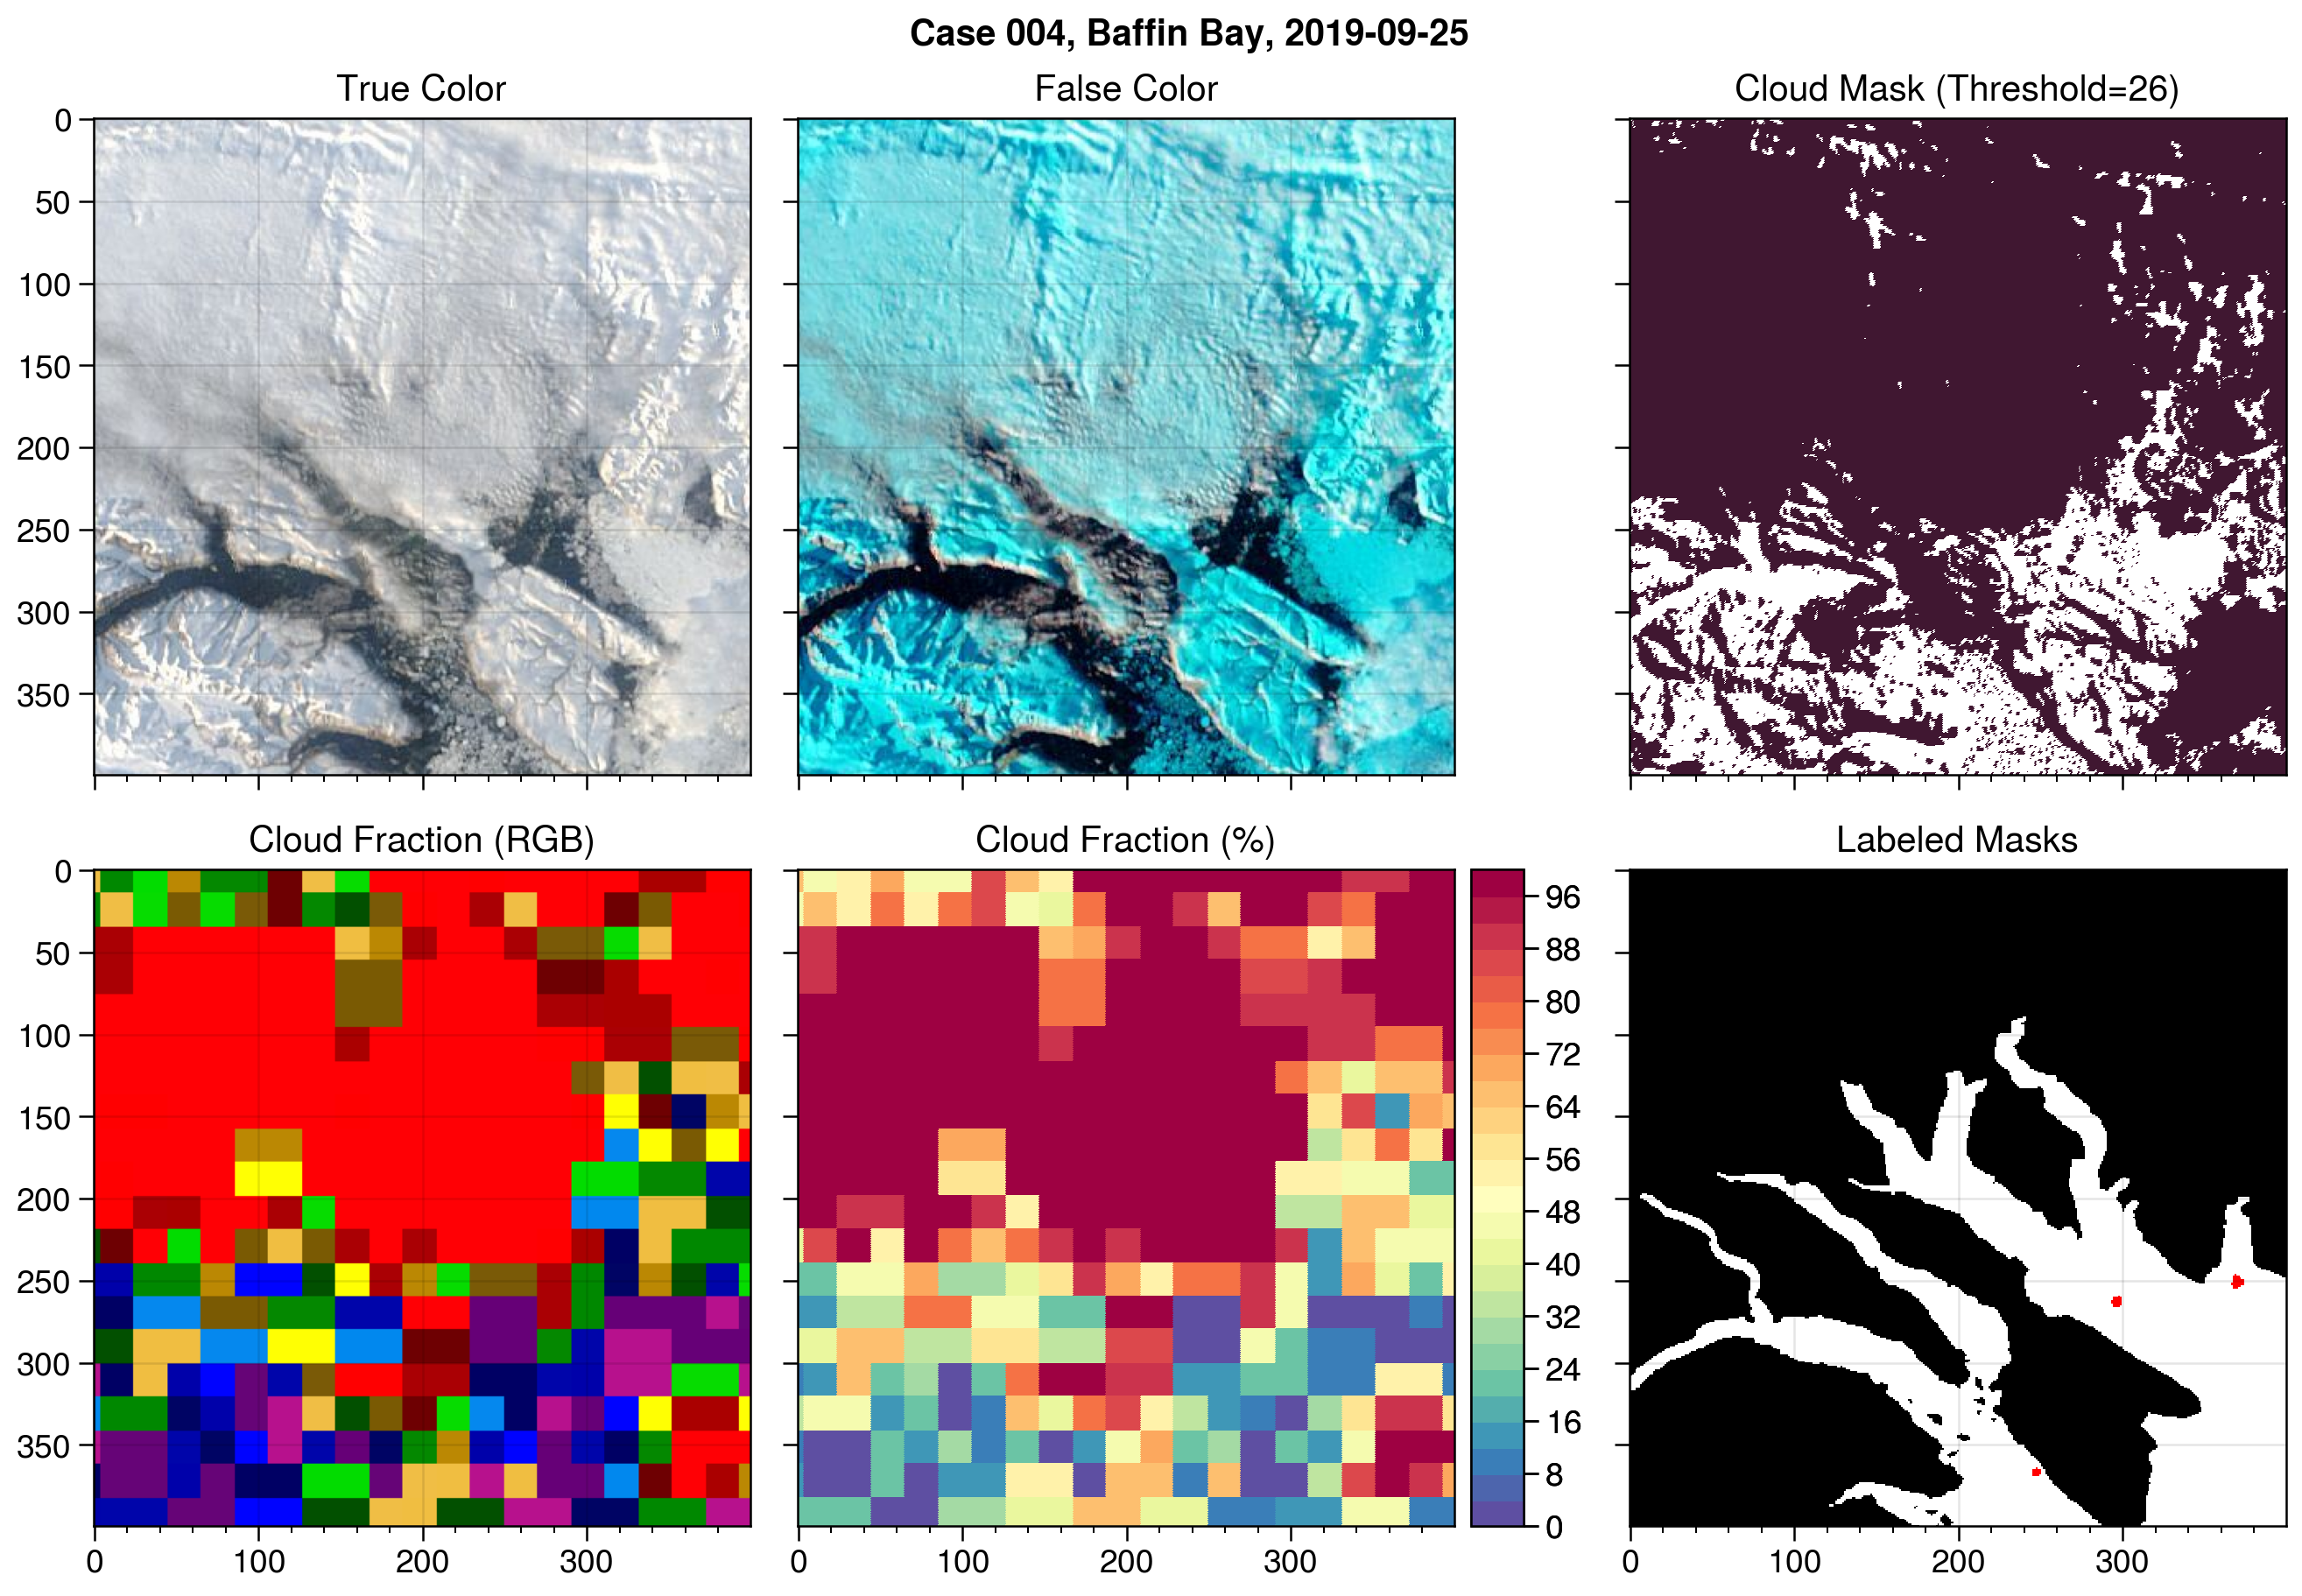 Case 004, Baffin Bay, 2019-09-25
True Color
False Color
Cloud Mask (Threshold=26)
0
50
100
150
200
250
300
350
Cloud Fraction (RGB)
Cloud Fraction (%)
Labeled Masks
0
50
100
150
200
250
300
350
96
88
80
72
64
56
48
40
32
24
16
8
0
0 100 200 300
0 100 200 300
0 100 200 300